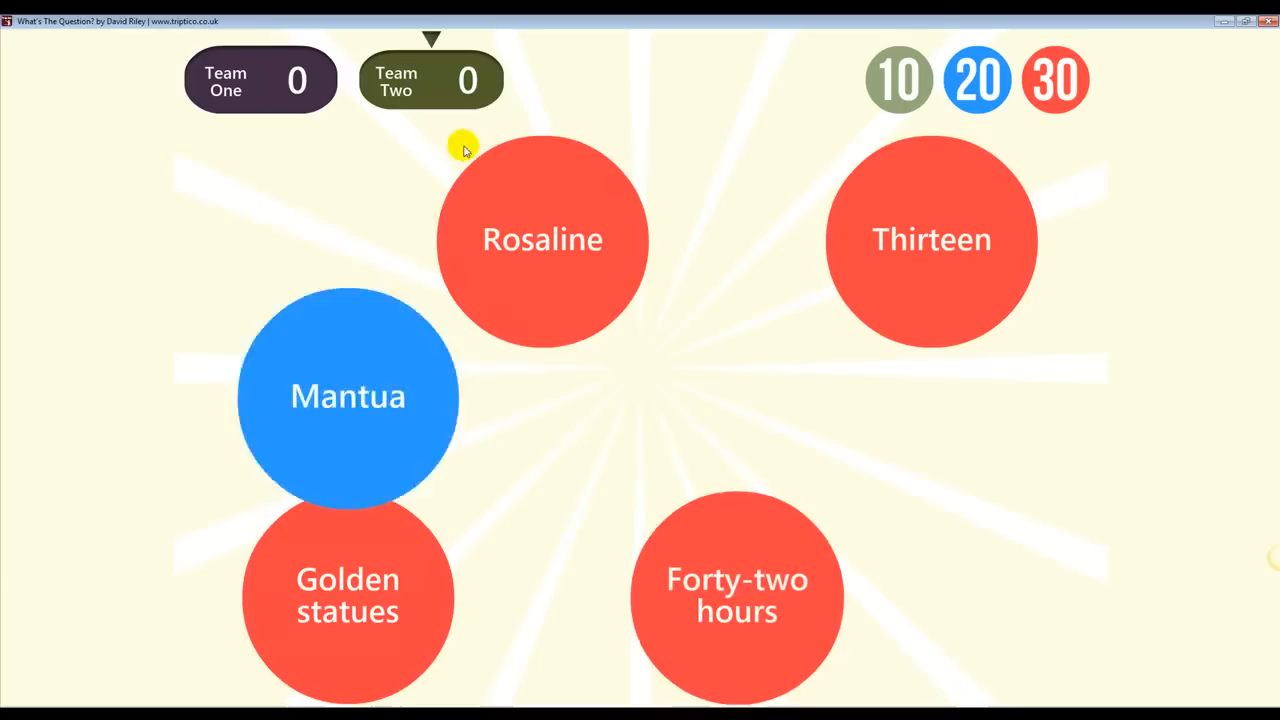 What's The Question? by David Riley | www.triptico.co.uk
Team
One
0
Team
Two
0
10
20
30
Rosaline
Thirteen
Mantua
Golden
statues
Forty-two
hours